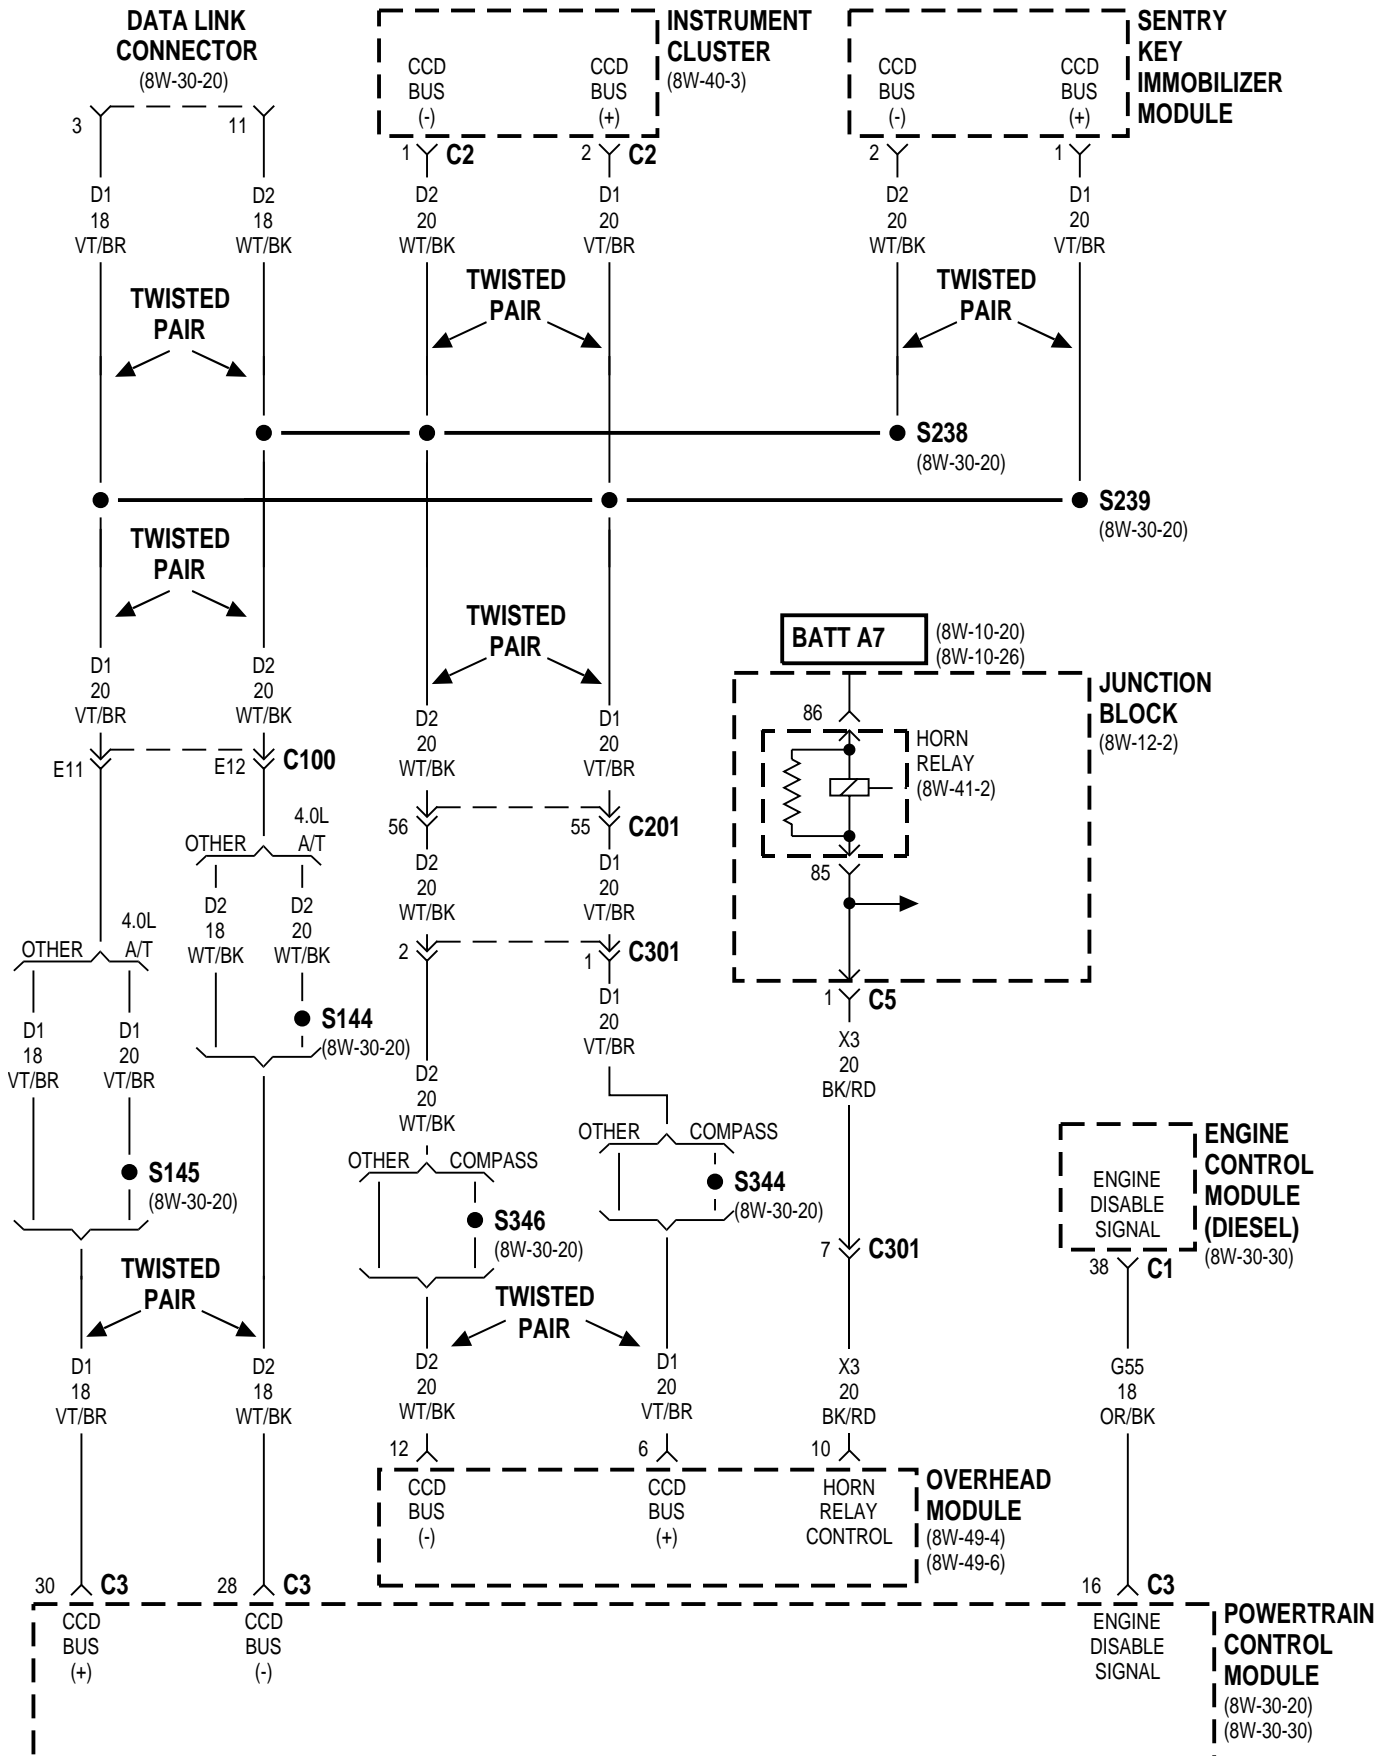 DATA LINK
CONNECTOR
(8W-30-20)
3
11
INSTRUMENT
CLUSTER
(8W-40-3)
CCD
BUS
(-)
CCD
BUS
(+)
SENTRY
KEY
IMMOBILIZER
MODULE
CCD
BUS
(-)
CCD
BUS
(+)
1
C2
2
C2
2
1
D1
18
VT/BR
D2
18
WT/BK
D2
20
WT/BK
D1
20
VT/BR
D2
20
WT/BK
D1
20
VT/BR
TWISTED
PAIR
TWISTED
PAIR
TWISTED
PAIR
S238
(8W-30-20)
S239
(8W-30-20)
TWISTED
PAIR
TWISTED
PAIR
BATT A7
(8W-10-20)
(8W-10-26)
D1
20
VT/BR
D2
20
WT/BK
D2
20
WT/BK
D1
20
VT/BR
JUNCTION
BLOCK
(8W-12-2)
86
HORN
RELAY
(8W-41-2)
85
E11
E12
C100
56
55
C201
OTHER
4.0L
A/T
D2
18
WT/BK
D2
20
WT/BK
D2
20
WT/BK
D1
20
VT/BR
OTHER
4.0L
A/T
2
1
C301
1
C5
D1
18
VT/BR
D1
20
VT/BR
S144
(8W-30-20)
D1
20
VT/BR
D2
20
WT/BK
X3
20
BK/RD
S145
(8W-30-20)
OTHER
COMPASS
S346
(8W-30-20)
OTHER
COMPASS
S344
(8W-30-20)
7
C301
ENGINE
DISABLE
SIGNAL
ENGINE
CONTROL
MODULE
(DIESEL)
(8W-30-30)
38
C1
TWISTED
PAIR
TWISTED
PAIR
D1
18
VT/BR
D2
18
WT/BK
D2
20
WT/BK
D1
20
VT/BR
X3
20
BK/RD
G55
18
OR/BK
12
6
10
CCD
BUS
(-)
CCD
BUS
(+)
HORN
RELAY
CONTROL
OVERHEAD
MODULE
(8W-49-4)
(8W-49-6)
30
C3
28
C3
16
C3
CCD
BUS
(+)
CCD
BUS
(-)
ENGINE
DISABLE
SIGNAL
POWERTRAIN
CONTROL
MODULE
(8W-30-20)
(8W-30-30)